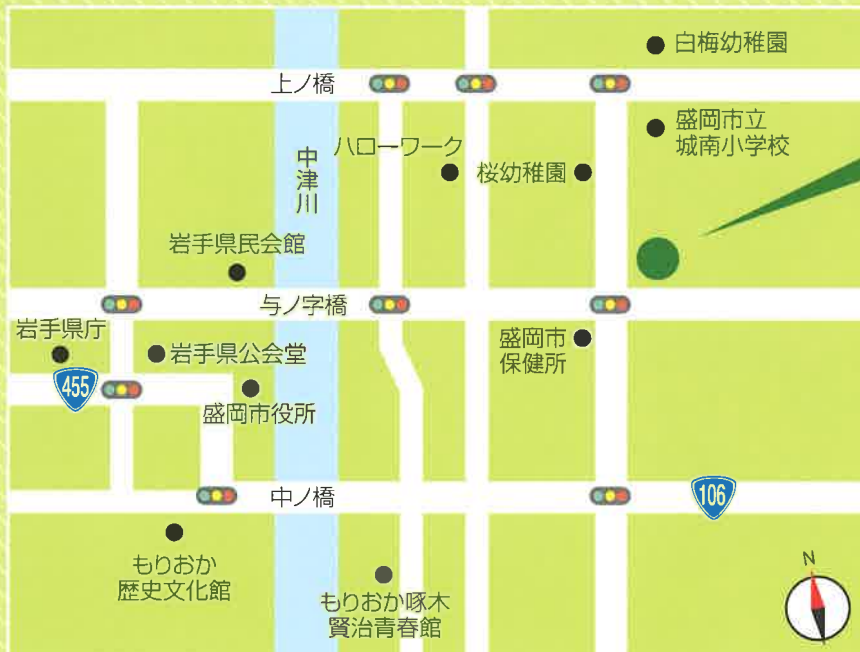 白梅幼稚園
上ノ橋
盛岡市立
城南小学校
ハローワーク
中津川
桜幼稚園
岩手県民会館
与ノ字橋
岩手県庁
岩手県公会堂
盛岡市
保健所
455
盛岡市役所
中ノ橋
106
もりおか
歴史文化館
もりおか啄木
賢治青春館
N